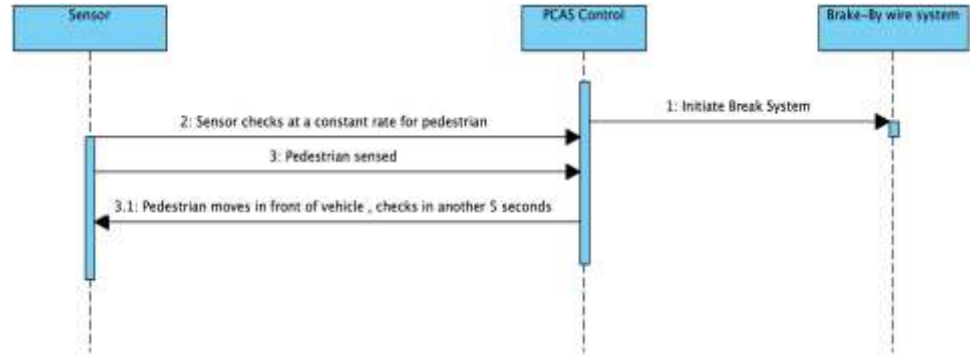 Sensor
PCAS Control
Brake-By wire system
1: Initiate Break System
2: Sensor checks at a constant rate for pedestrian
3: Pedestrian sensed
3.1: Pedestrian moves in front of vehicle , checks in another 5 seconds